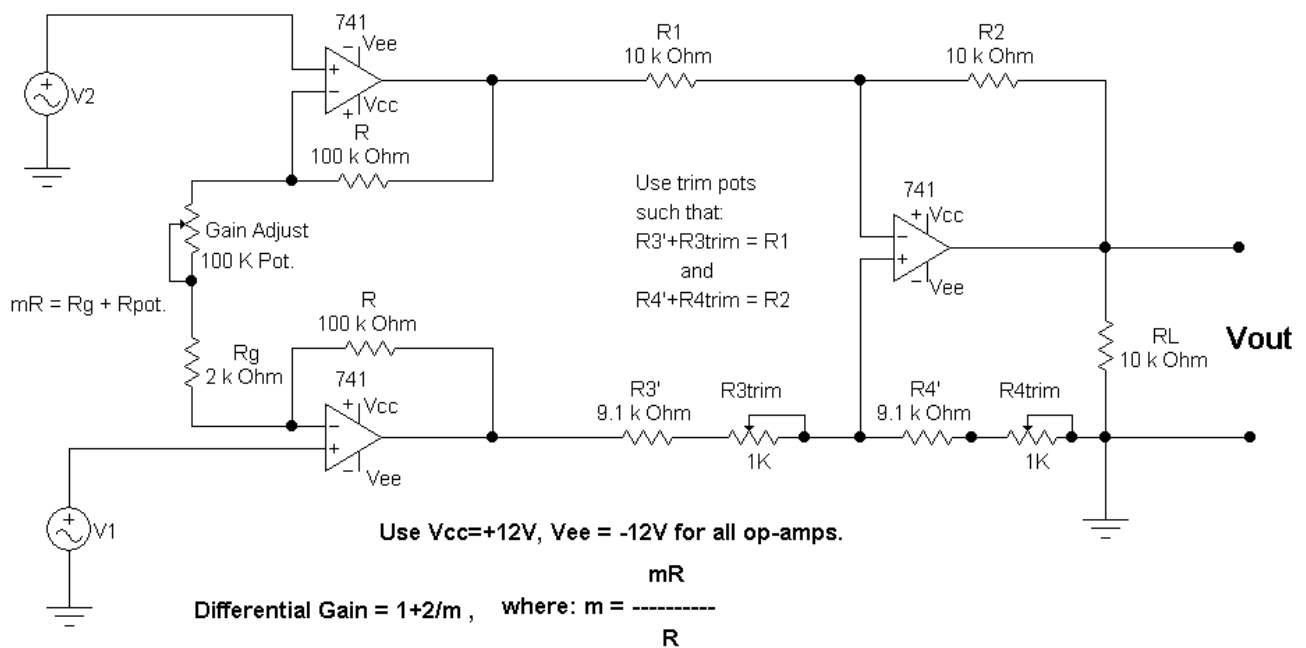 741
Vee
+
V2
Vcc
R
100 k Ohm
R1
10 k Ohm
R2
10 k Ohm
Gain Adjust
100 K Pot.
mR = Rg + Rpot.
Use trim pots
such that:
R3'+R3trim = R1
and
R4'+R4trim = R2
741
Vcc
Vee
R
100 k Ohm
Rg
2 k Ohm
741
Vcc
Vee
R3'
9.1 k Ohm
R3trim
1K
R4'
9.1 k Ohm
R4trim
1K
RL
10 k Ohm
Vout
V1
Use Vcc=+12V, Vee = -12V for all op-amps.
mR
Differential Gain = 1+2/m , where: m = ----------
R